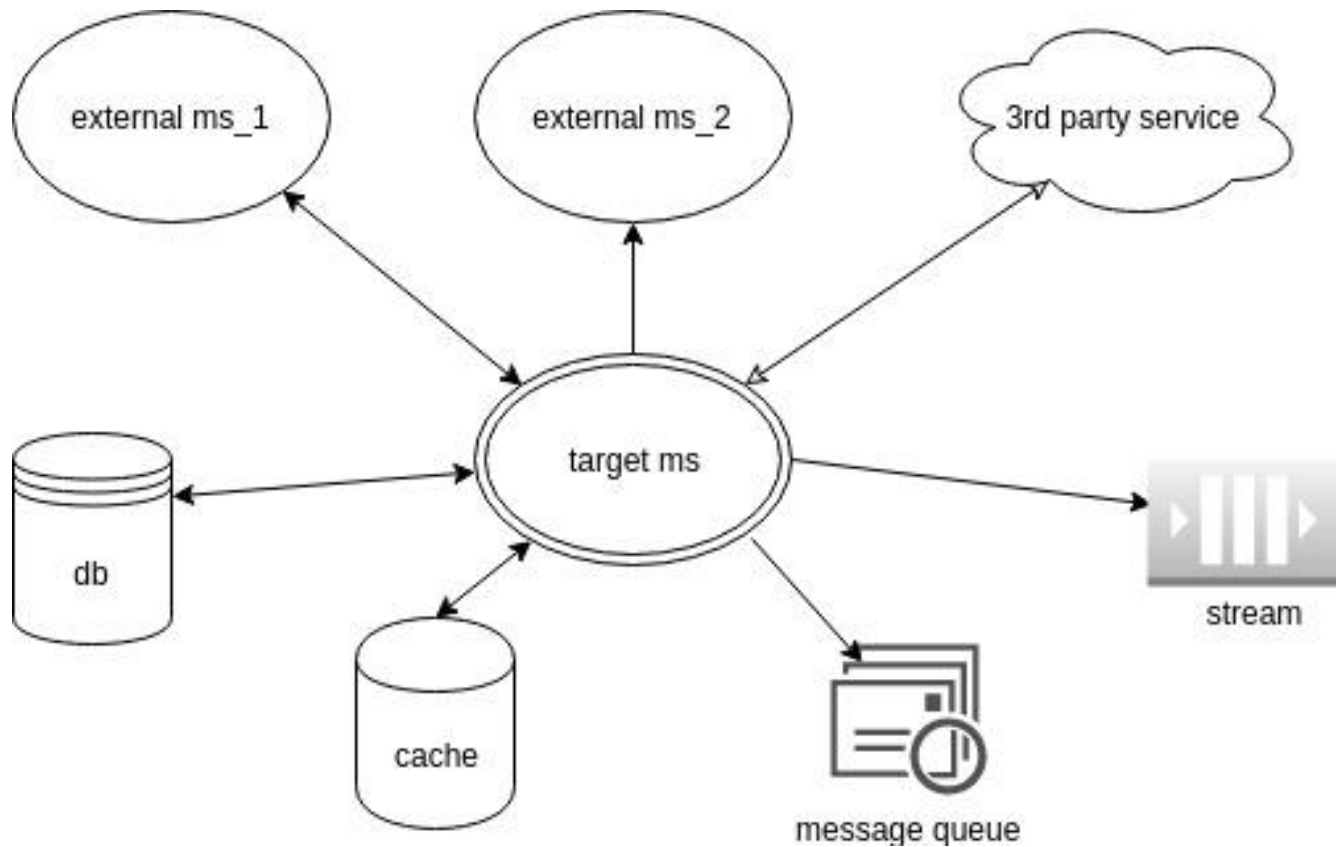 external ms_1
external ms_2
3rd party service
target ms
db
stream
cache
message queue